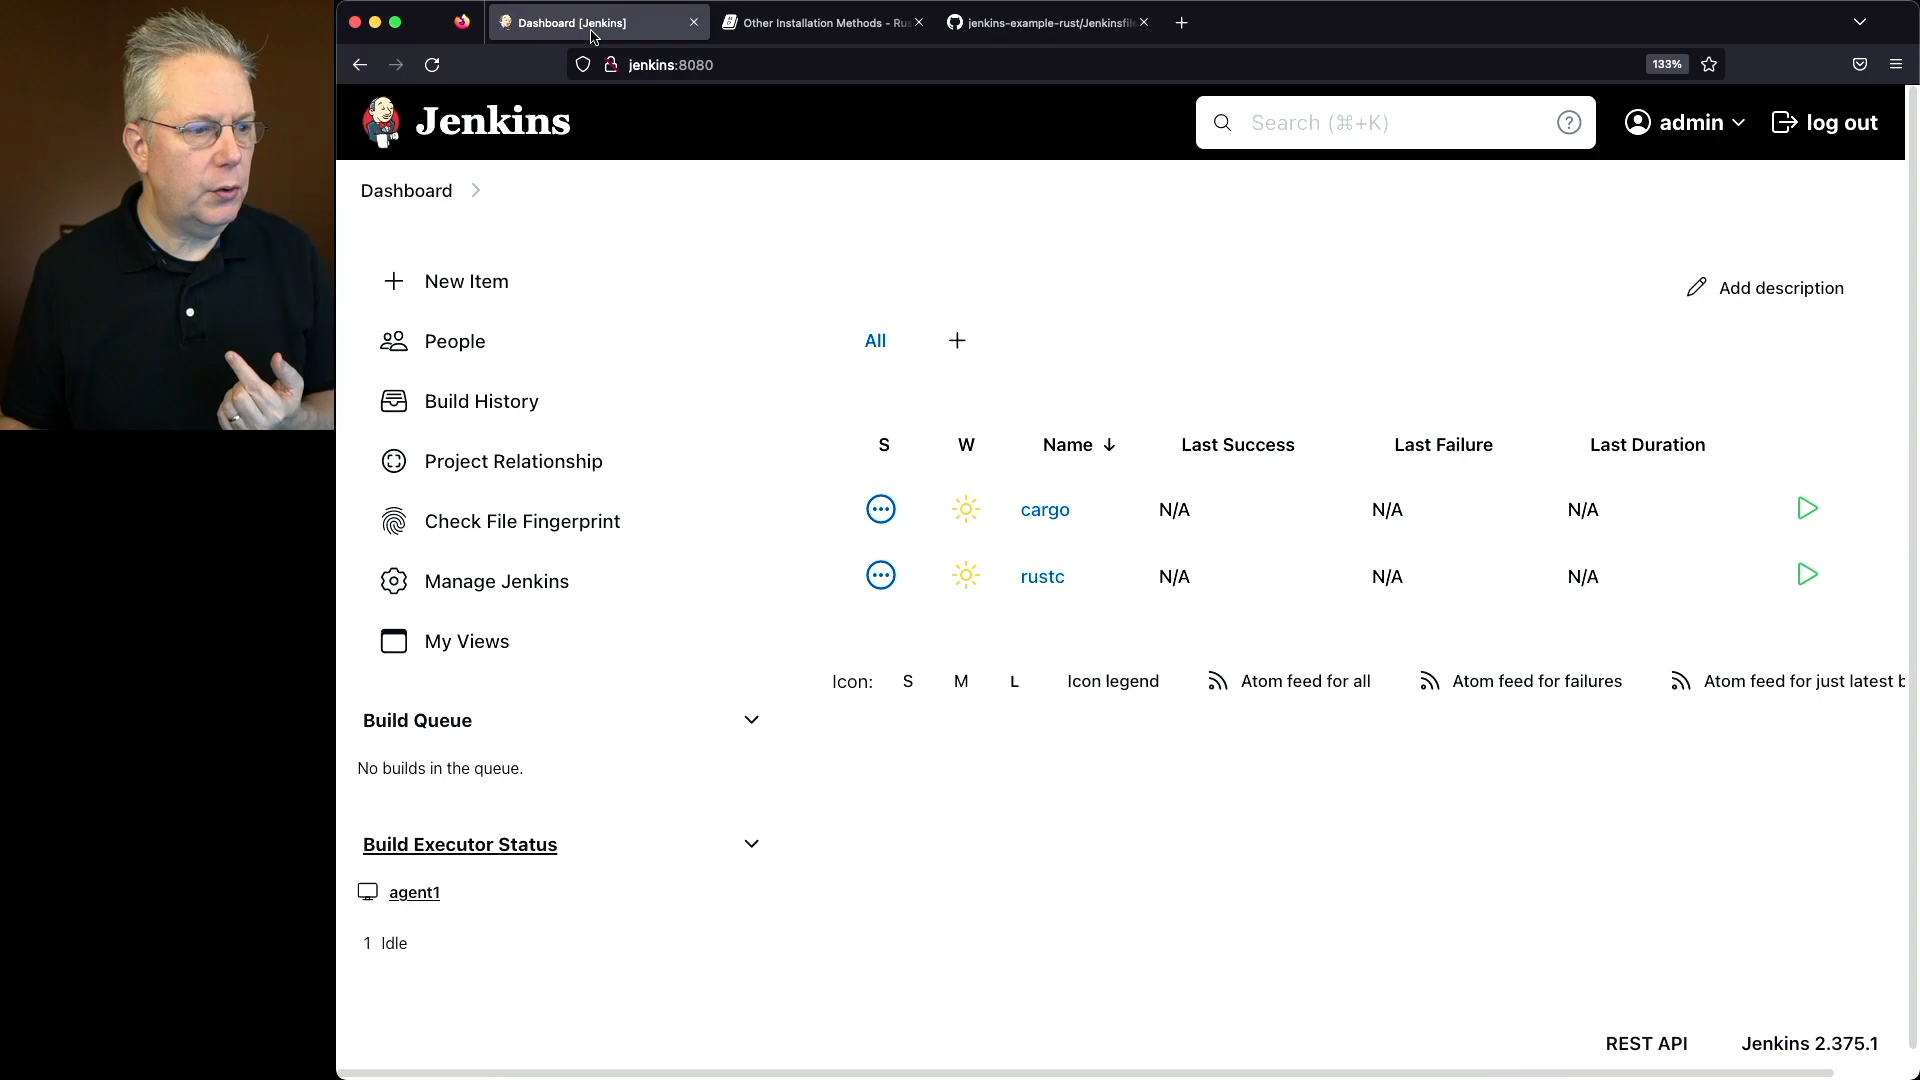 Dashboard [Jenkins]
Other Installation Methods - Ru
jenkins-example-rust/Jenkinsfil
jenkins:8080
133%
Jenkins
Search (⌘+K)
admin
log out
Dashboard
New Item
Add description
People
All
Build History
S W Name ↓ Last Success Last Failure Last Duration
Project Relationship
cargo N/A N/A N/A
Check File Fingerprint
rustc N/A N/A N/A
Manage Jenkins
My Views
Icon: S M L Icon legend Atom feed for all Atom feed for failures Atom feed for just latest b
Build Queue
No builds in the queue.
Build Executor Status
agent1
1 Idle
REST API Jenkins 2.375.1